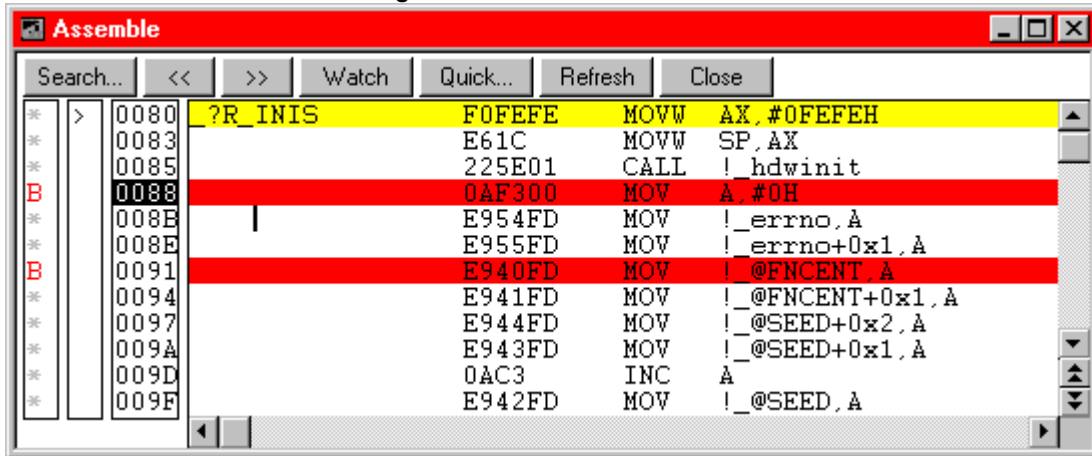 Assemble
Search... << >> Watch Quick... Refresh Close
* > 0080 _?R_INIS F0FEFE MOVW AX,#0FEFEH
* 0083 E61C MOVW SP,AX
* 0085 225E01 CALL !_hdwinit
B 0088 0AF300 MOV A,#0H
* 008B E954FD MOV !_errno,A
* 008E E955FD MOV !_errno+0x1,A
B 0091 E940FD MOV !_@FNCENT,A
* 0094 E941FD MOV !_@FNCENT+0x1,A
* 0097 E944FD MOV !_@SEED+0x2,A
* 009A E943FD MOV !_@SEED+0x1,A
* 009D 0AC3 INC A
* 009F E942FD MOV !_@SEED,A